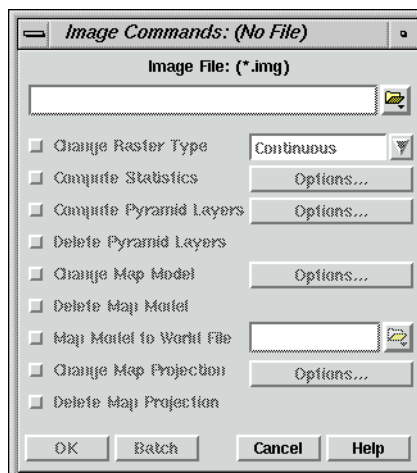 Image Commands: (No File)
Image File: (*.img)
Change Raster Type Continuous
Compute Statistics Options...
Compute Pyramid Layers Options...
Delete Pyramid Layers
Change Map Model Options...
Delete Map Model
Map Model to World File
Change Map Projection Options...
Delete Map Projection
OK Batch Cancel Help